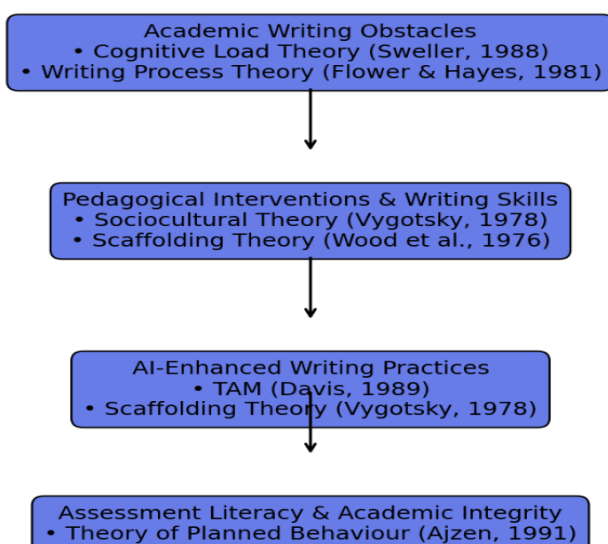 Academic Writing Obstacles
• Cognitive Load Theory (Sweller, 1988)
• Writing Process Theory (Flower & Hayes, 1981)
Pedagogical Interventions & Writing Skills
• Sociocultural Theory (Vygotsky, 1978)
• Scaffolding Theory (Wood et al., 1976)
AI-Enhanced Writing Practices
• TAM (Davis, 1989)
• Scaffolding Theory (Vygotsky, 1978)
Assessment Literacy & Academic Integrity
• Theory of Planned Behaviour (Ajzen, 1991)